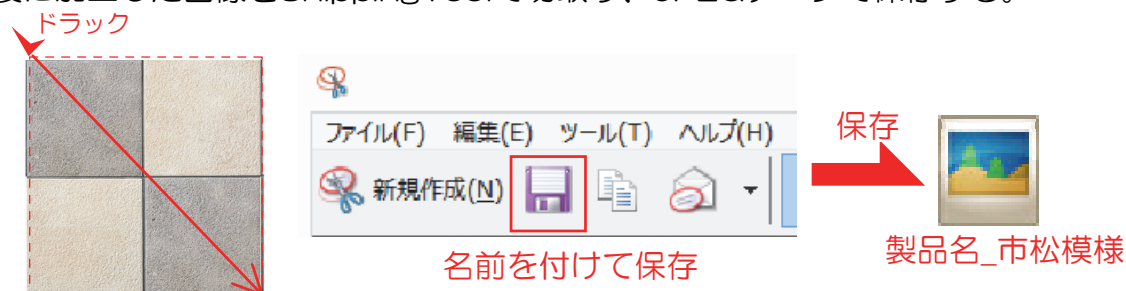 ドラック
ファイル(F) 編集(E) ツール(T) ヘルプ(H)
新規作成(N)
保存
名前を付けて保存
製品名_市松模様